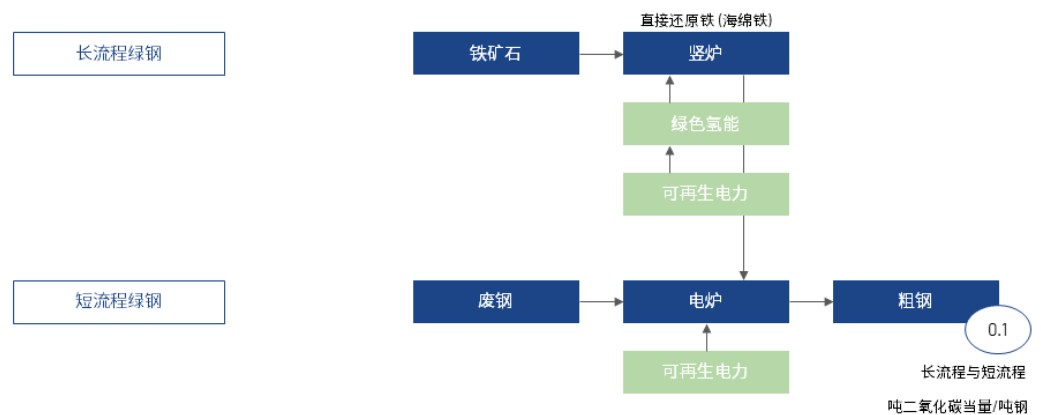 直接还原铁 (海绵铁)
长流程绿钢
铁矿石
竖炉
绿色氢能
可再生电力
短流程绿钢
废钢
电炉
粗钢
0.1
可再生电力
长流程与短流程
吨二氧化碳当量/吨钢